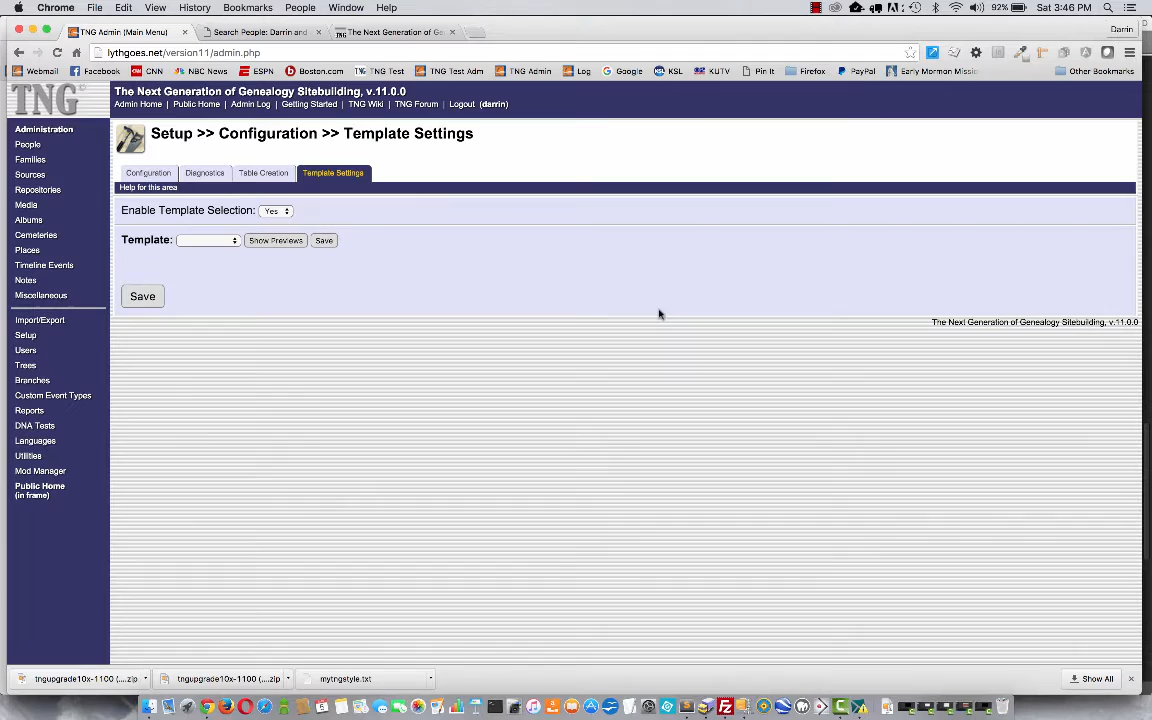 Chrome File Edit View History Bookmarks People Window Help 92% Sat 3:46 PM
TNG Admin (Main Menu) Search People: Darrin and The Next Generation of Ge Darrin
lythgoes.net/version11/admin.php
Webmail Facebook CNN NBC News ESPN Boston.com TNG Test TNG Test Adm TNG Admin Log Google KSL KUTV Pin It Firefox PayPal Early Mormon Missi Other Bookmarks
TNG
The Next Generation of Genealogy Sitebuilding, v.11.0.0
Admin Home Public Home Admin Log Getting Started TNG Wiki TNG Forum Logout (darrin)
Administration
People
Families
Sources
Repositories
Media
Albums
Cemeteries
Places
Timeline Events
Notes
Miscellaneous
Import/Export
Setup
Users
Trees
Branches
Custom Event Types
Reports
DNA Tests
Languages
Utilities
Mod Manager
Public Home
(in frame)
Setup >> Configuration >> Template Settings
Configuration Diagnostics Table Creation Template Settings
Help for this area
Enable Template Selection: Yes
Template: Show Previews Save
Save
The Next Generation of Genealogy Sitebuilding, v.11.0.0
tngupgrade10x-1100 (....zip tngupgrade10x-1100 (....zip mytngstyle.txt Show All